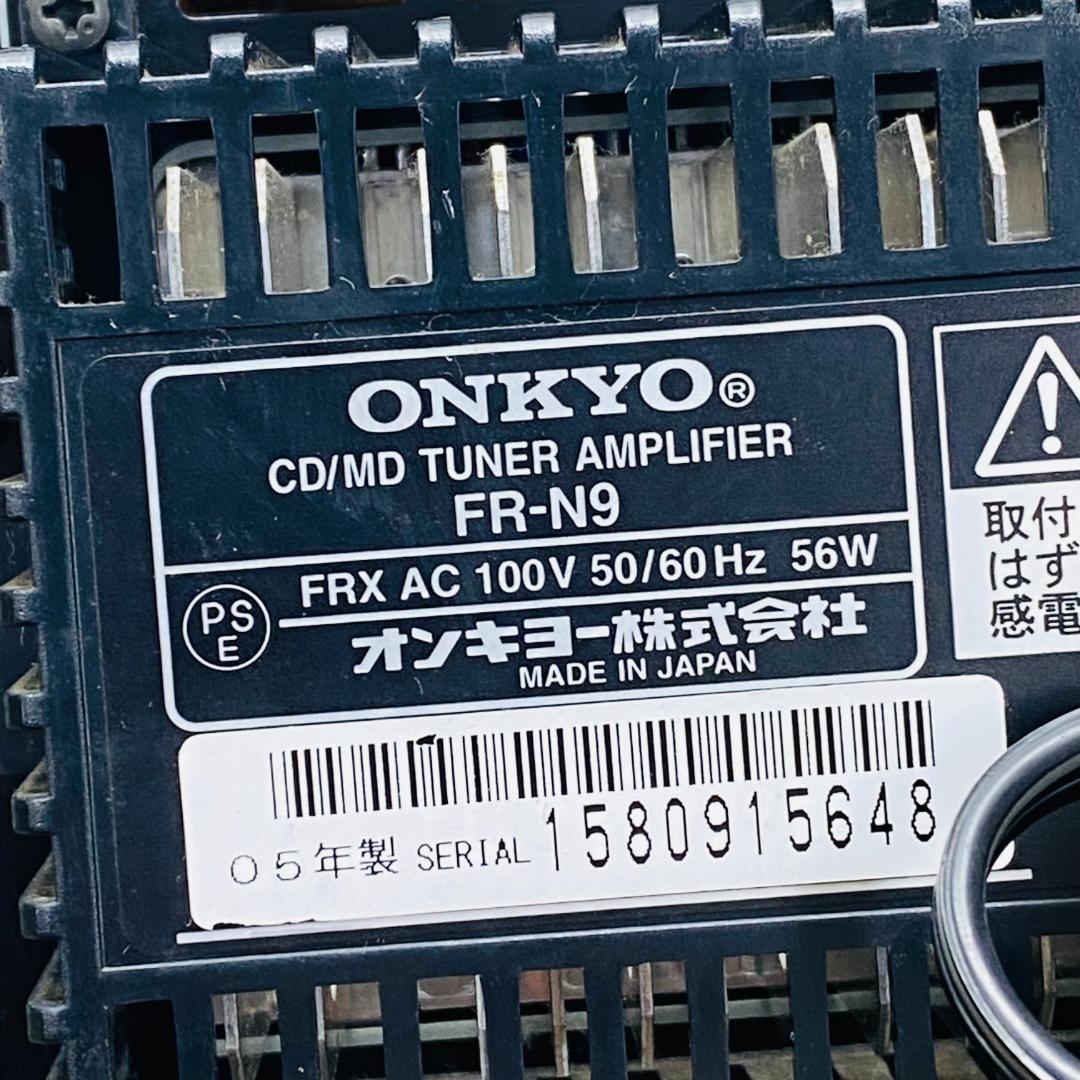 ONKYO®
CD/MD TUNER AMPLIFIER
FR-N9
FRX AC 100V 50/60Hz 56W
PS
E
オンキヨー株式会社
MADE IN JAPAN
取付
はず
感電
05年製 SERIAL 1580915648